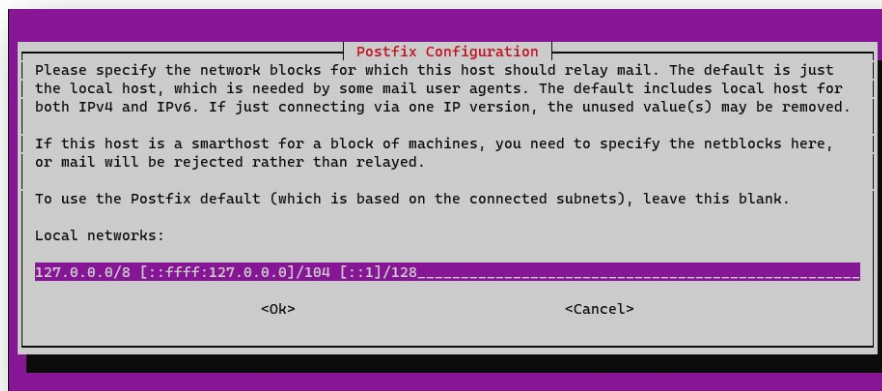 Postfix Configuration
Please specify the network blocks for which this host should relay mail. The default is just
the local host, which is needed by some mail user agents. The default includes local host for
both IPv4 and IPv6. If just connecting via one IP version, the unused value(s) may be removed.
If this host is a smarthost for a block of machines, you need to specify the netblocks here,
or mail will be rejected rather than relayed.
To use the Postfix default (which is based on the connected subnets), leave this blank.
Local networks:
127.0.0.0/8 [::ffff:127.0.0.0]/104 [::1]/128
<Ok> <Cancel>